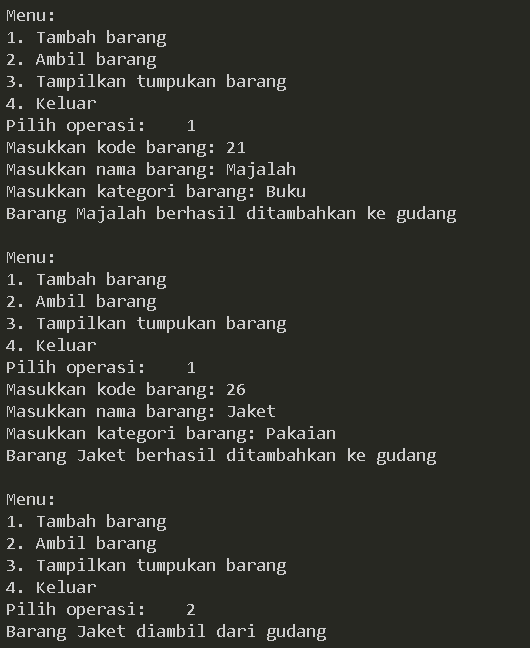 Menu:
1. Tambah barang
2. Ambil barang
3. Tampilkan tumpukan barang
4. Keluar
Pilih operasi:    1
Masukkan kode barang: 21
Masukkan nama barang: Majalah
Masukkan kategori barang: Buku
Barang Majalah berhasil ditambahkan ke gudang

Menu:
1. Tambah barang
2. Ambil barang
3. Tampilkan tumpukan barang
4. Keluar
Pilih operasi:    1
Masukkan kode barang: 26
Masukkan nama barang: Jaket
Masukkan kategori barang: Pakaian
Barang Jaket berhasil ditambahkan ke gudang

Menu:
1. Tambah barang
2. Ambil barang
3. Tampilkan tumpukan barang
4. Keluar
Pilih operasi:    2
Barang Jaket diambil dari gudang